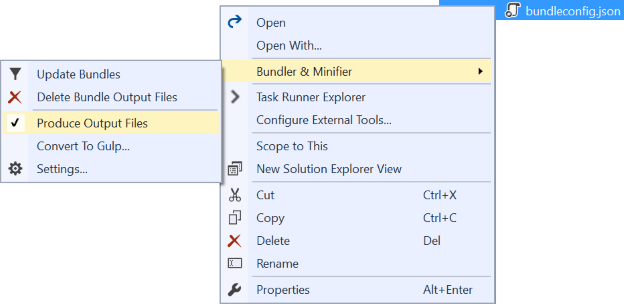 bundleconfig.json
Open
Open With...
Bundler & Minifier
Task Runner Explorer
Configure External Tools...
Scope to This
New Solution Explorer View
Cut Ctrl+X
Copy Ctrl+C
Delete Del
Rename
Properties Alt+Enter
Update Bundles
Delete Bundle Output Files
Produce Output Files
Convert To Gulp...
Settings...